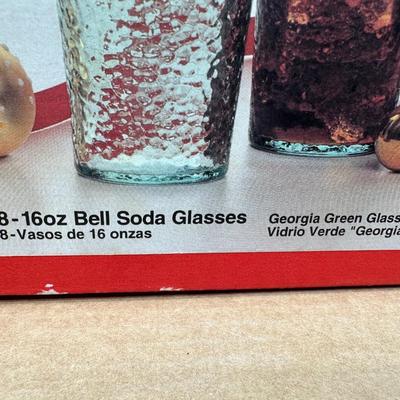 8-16oz Bell Soda Glasses
8-Vasos de 16 onzas
Georgia Green Glass
Vidrio Verde "Georgia